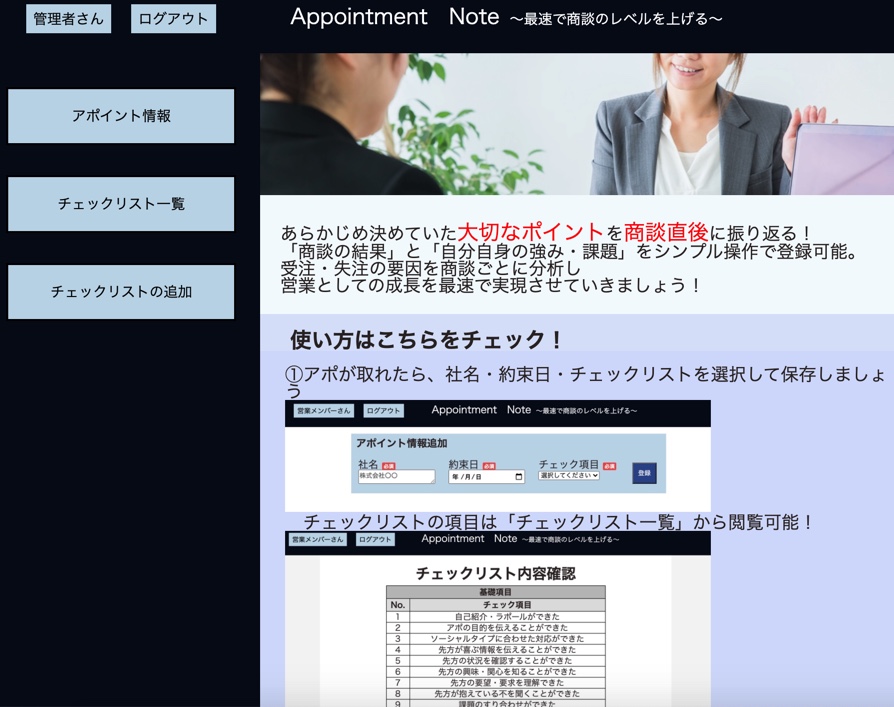 管理者さん
ログアウト
Appointment　Note ～最速で商談のレベルを上げる～
アポイント情報
チェックリスト一覧
チェックリストの追加
あらかじめ決めていた大切なポイントを商談直後に振り返る！
「商談の結果」と「自分自身の強み・課題」をシンプル操作で登録可能。
受注・失注の要因を商談ごとに分析し
営業としての成長を最速で実現させていきましょう！
使い方はこちらをチェック！
①アポが取れたら、社名・約束日・チェックリストを選択して保存しましょ
う
営業メンバーさん
ログアウト
Appointment　Note ～最速で商談のレベルを上げる～
アポイント情報追加
社名 必須
約束日 必須
チェック項目 必須
株式会社〇〇
年 /月/日
選択してください
登録
チェックリストの項目は「チェックリスト一覧」から閲覧可能！
営業メンバーさん
ログアウト
Appointment　Note ～最速で商談のレベルを上げる～
チェックリスト内容確認
基礎項目
No. チェック項目
1 自己紹介・ラポールができた
2 アポの目的を伝えることができた
3 ソーシャルタイプに合わせた対応ができた
4 先方が喜ぶ情報を伝えることができた
5 先方の状況を確認することができた
6 先方の興味・関心を知ることができた
7 先方の要望・要求を理解できた
8 先方が抱えている不を聞くことができた
9 課題のすり合わせができた